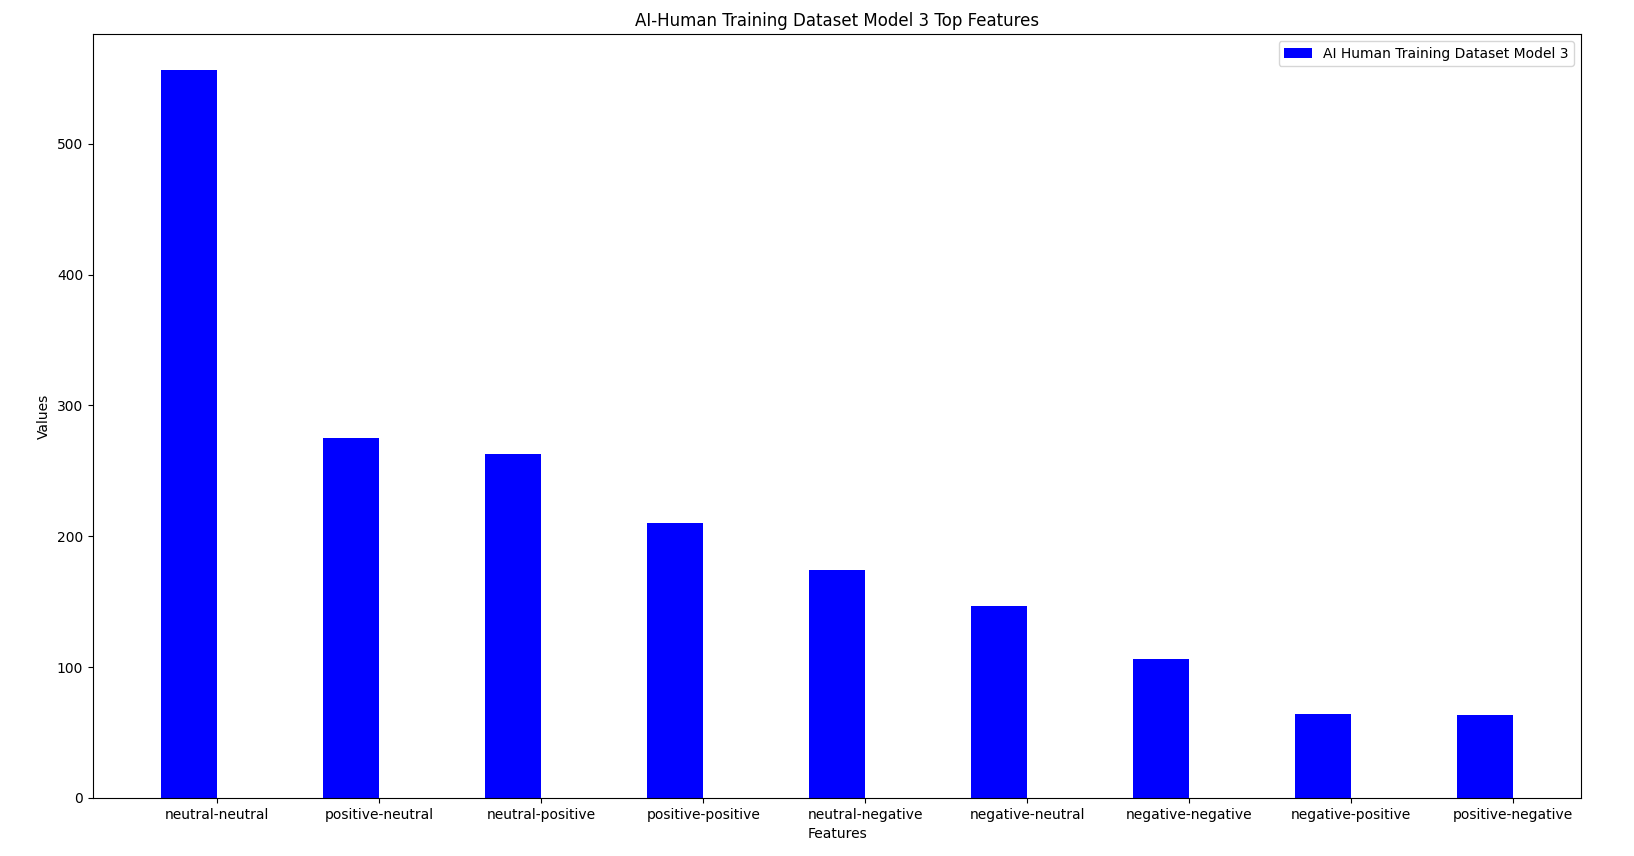 AI-Human Training Dataset Model 3 Top Features
AI Human Training Dataset Model 3
Values
500
400
300
200
100
0
neutral-neutral positive-neutral neutral-positive positive-positive neutral-negative negative-neutral negative-negative negative-positive positive-negative
Features